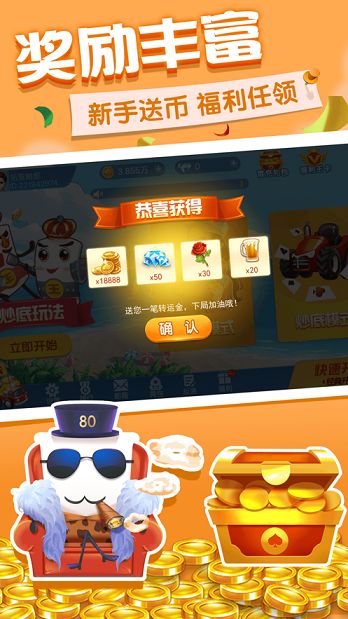 奖励丰富
新手送币 福利任领
3.855万
恭喜获得
x18888
x50
x30
x20
送您一笔转运金，下局加油哦！
确 认
抄底玩法
立即开始
80